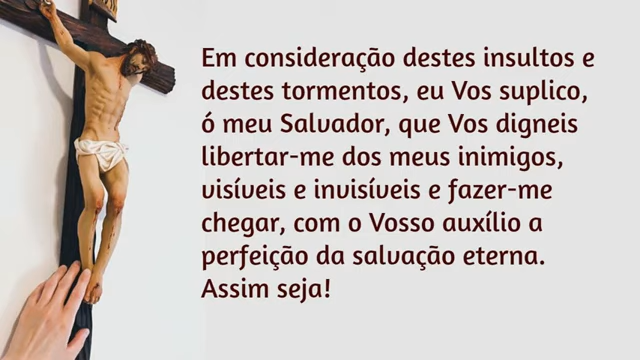 Em consideração destes insultos e
destes tormentos, eu Vos suplico,
ó meu Salvador, que Vos digneis
libertar-me dos meus inimigos,
visíveis e invisíveis e fazer-me
chegar, com o Vosso auxílio a
perfeição da salvação eterna.
Assim seja!